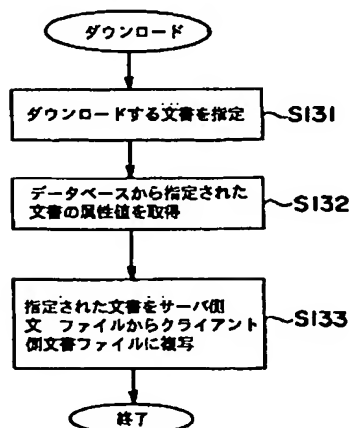 ダウンロード
ダウンロードする文書を指定
S131
データベースから指定された
文書の属性値を取得
S132
指定された文書をサーバ側
文 ファイルからクライアント
側文書ファイルに複写
S133
終了